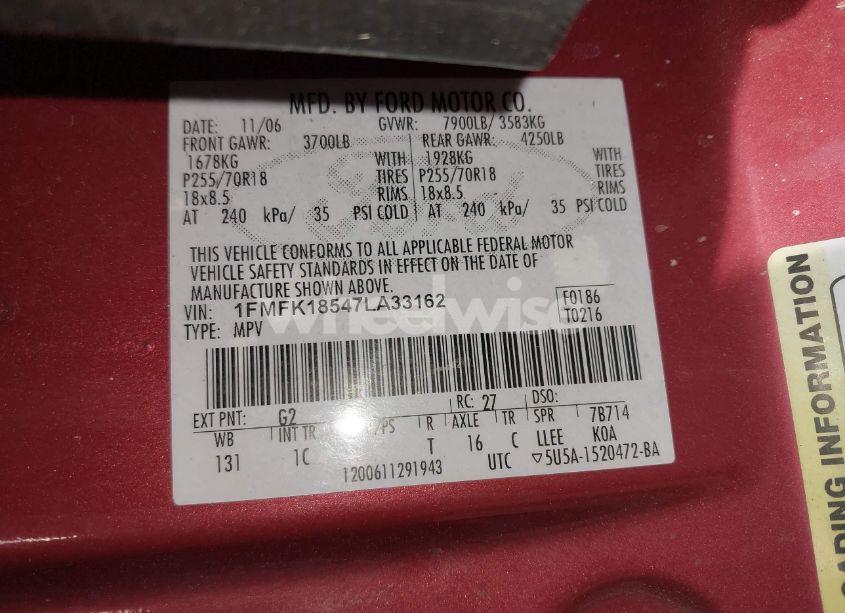 MFD. BY FORD MOTOR CO.
DATE: 11/06 GVWR: 7900LB/ 3583KG
FRONT GAWR: 3700LB REAR GAWR: 4250LB
1678KG WITH 1928KG WITH
P255/70R18 TIRES P255/70R18 TIRES
18x8.5 RIMS 18x8.5 RIMS
AT 240 kPa/ 35 PSI COLD AT 240 kPa/ 35 PSI COLD
THIS VEHICLE CONFORMS TO ALL APPLICABLE FEDERAL MOTOR
VEHICLE SAFETY STANDARDS IN EFFECT ON THE DATE OF
MANUFACTURE SHOWN ABOVE.
VIN: 1FMFK18547LA33162 F0186
TYPE: MPV T0216
wheelwise
EXT PNT: G2 RC: 27 DSO:
WB INT TR /PS R AXLE TR SPR 7B714
131 1C T 16 C LLEE KOA
1200611291943 UTC ▽5U5A-1520472-BA
ADING INFORMATION